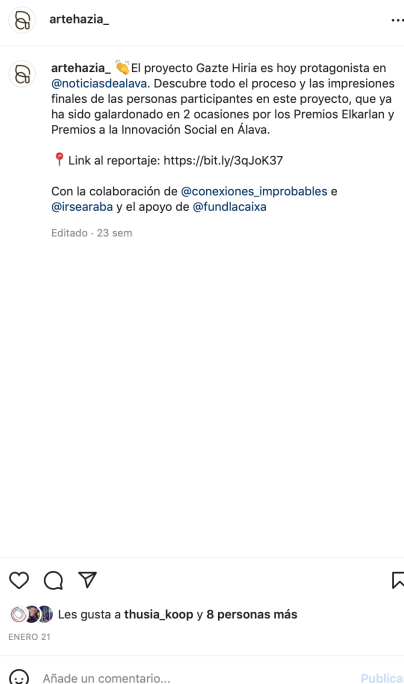 artehazia_
artehazia_ 👏El proyecto Gazte Hiria es hoy protagonista en
@noticiasdealava. Descubre todo el proceso y las impresiones
finales de las personas participantes en este proyecto, que ya
ha sido galardonado en 2 ocasiones por los Premios Elkarlan y
Premios a la Innovación Social en Álava.
📍Link al reportaje: https://bit.ly/3qJoK37
Con la colaboración de @conexiones_improbables e
@irsearaba y el apoyo de @fundlacaixa
Editado · 23 sem
Les gusta a thusia_koop y 8 personas más
ENERO 21
Añade un comentario... Publica